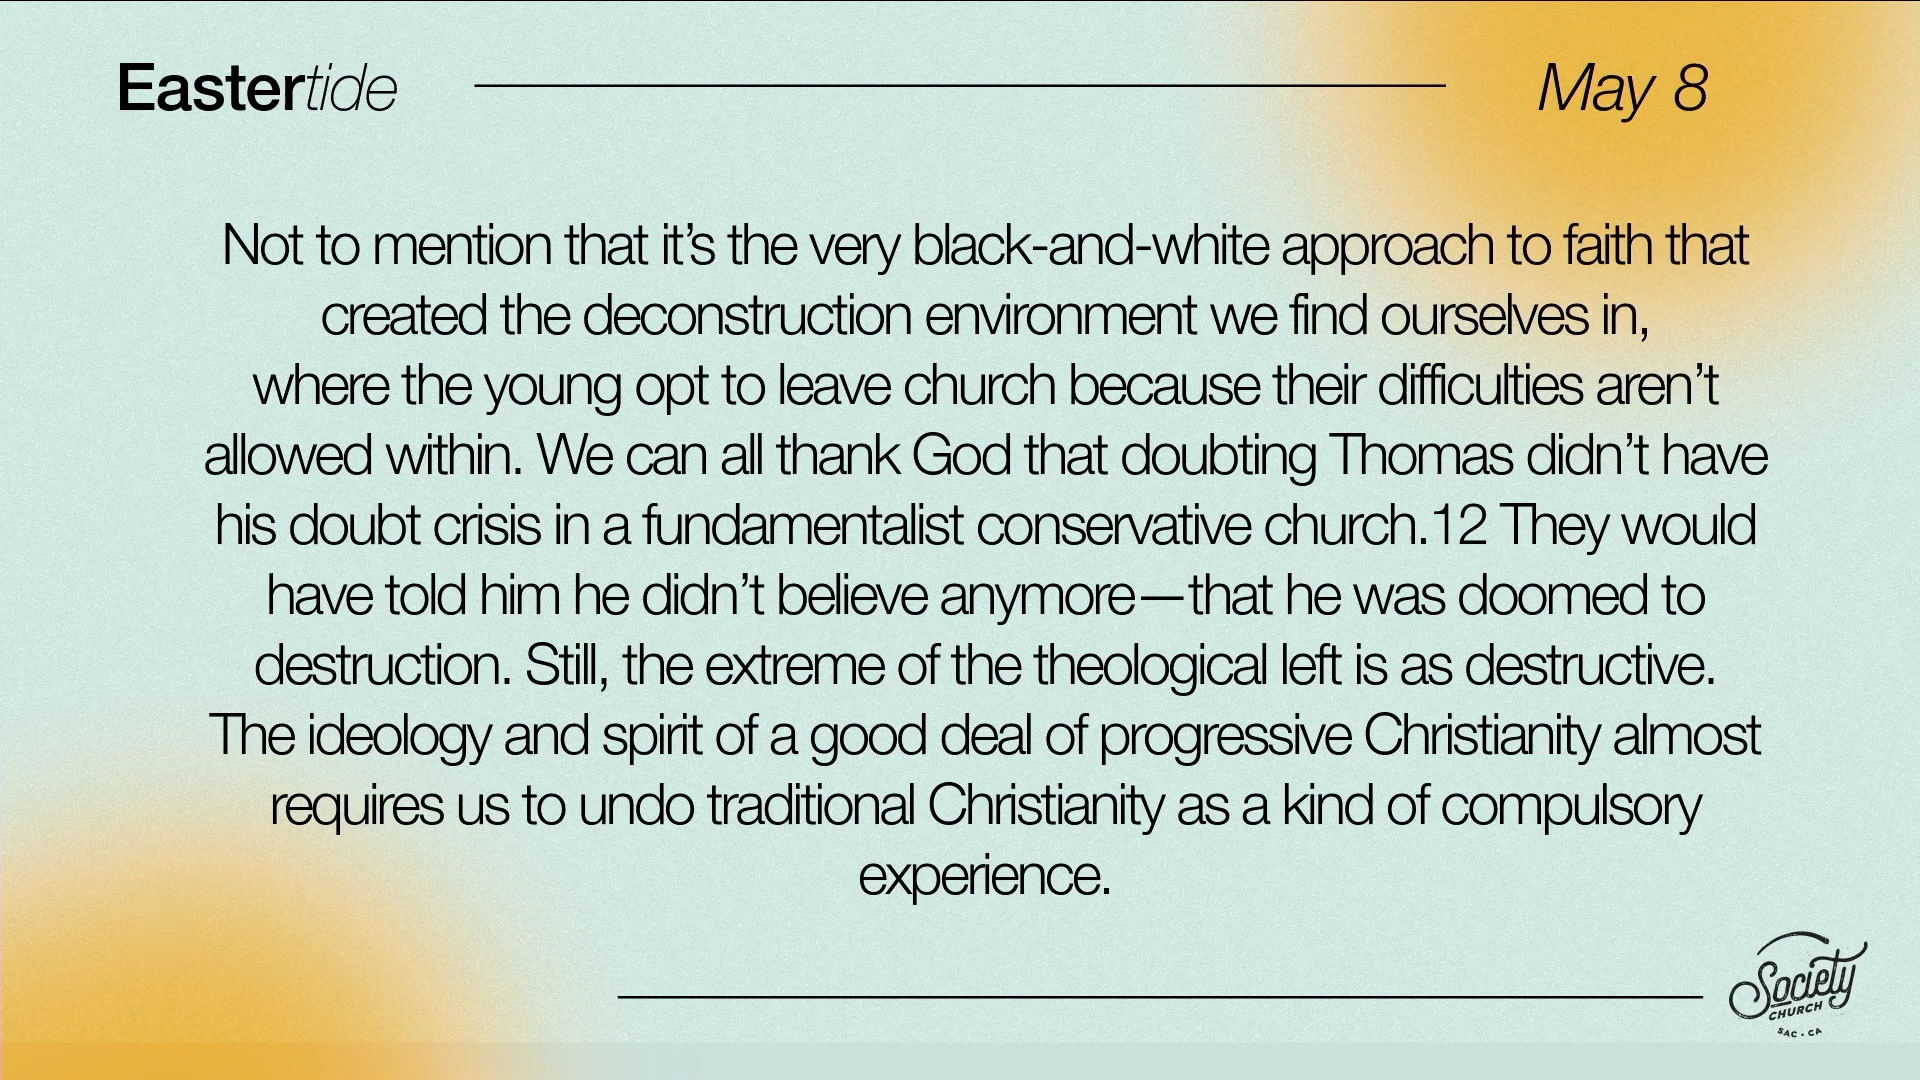 Eastertide
May 8
Not to mention that it’s the very black-and-white approach to faith that
created the deconstruction environment we find ourselves in,
where the young opt to leave church because their difficulties aren’t
allowed within. We can all thank God that doubting Thomas didn’t have
his doubt crisis in a fundamentalist conservative church.12 They would
have told him he didn’t believe anymore—that he was doomed to
destruction. Still, the extreme of the theological left is as destructive.
The ideology and spirit of a good deal of progressive Christianity almost
requires us to undo traditional Christianity as a kind of compulsory
experience.
Society
CHURCH
SAC • CA